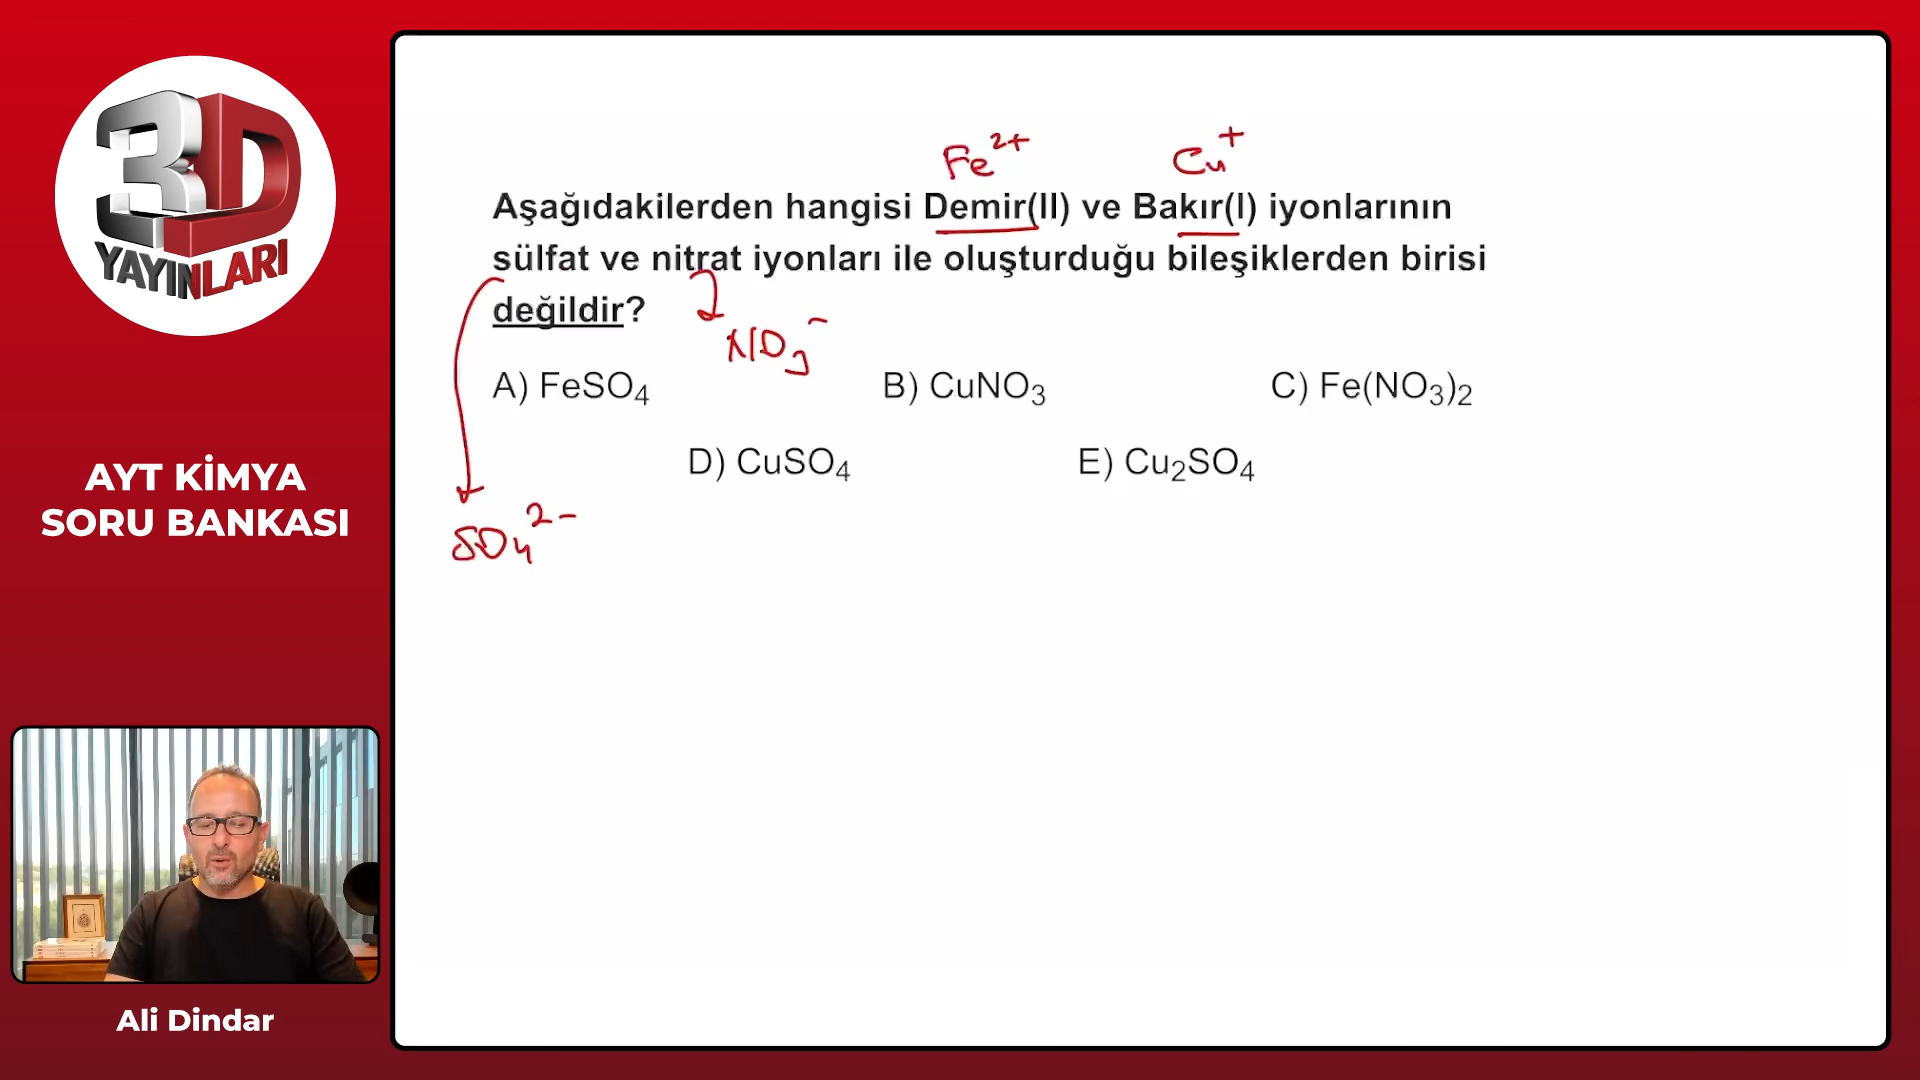 3D
YAYINLARI
AYT KİMYA
SORU BANKASI
Ali Dindar
Fe²⁺ Cu⁺
Aşağıdakilerden hangisi Demir(II) ve Bakır(I) iyonlarının
sülfat ve nitrat iyonları ile oluşturduğu bileşiklerden birisi
değildir?
NO₃⁻
A) FeSO₄ B) CuNO₃ C) Fe(NO₃)₂
D) CuSO₄ E) Cu₂SO₄
SO₄²⁻